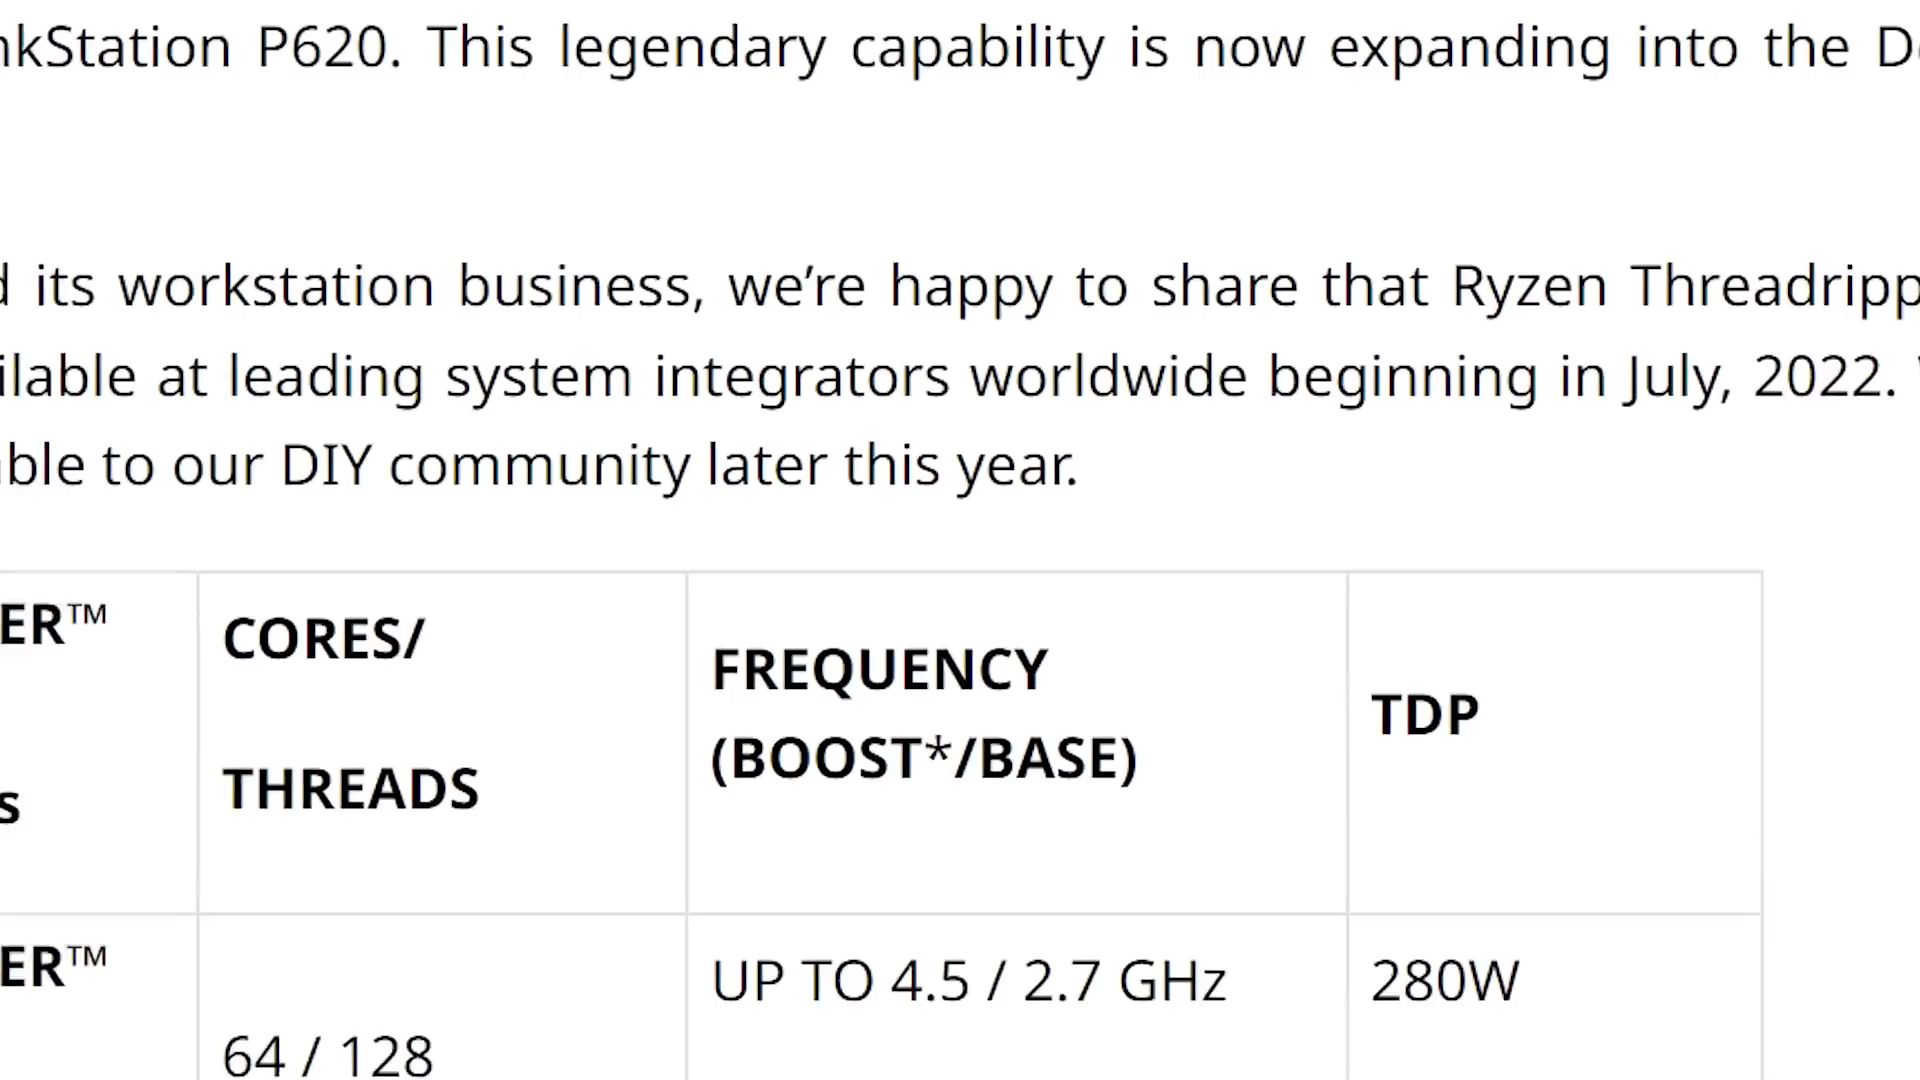 nkStation P620. This legendary capability is now expanding into the D
d its workstation business, we’re happy to share that Ryzen Threadripp
ilable at leading system integrators worldwide beginning in July, 2022.
ble to our DIY community later this year.
ER™
s
CORES/
THREADS
FREQUENCY
(BOOST*/BASE)
TDP
ER™
64 / 128
UP TO 4.5 / 2.7 GHz
280W